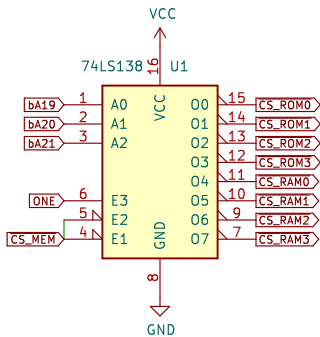 VCC
74LS138 U1
16
bA19 1 A0 VCC O0 15 CS_ROM0
bA20 2 A1 O1 14 CS_ROM1
bA21 3 A2 O2 13 CS_ROM2
O3 12 CS_ROM3
O4 11 CS_RAM0
ONE 6 E3 O5 10 CS_RAM1
5 E2 O6 9 CS_RAM2
CS_MEM 4 E1 GND O7 7 CS_RAM3
8
GND